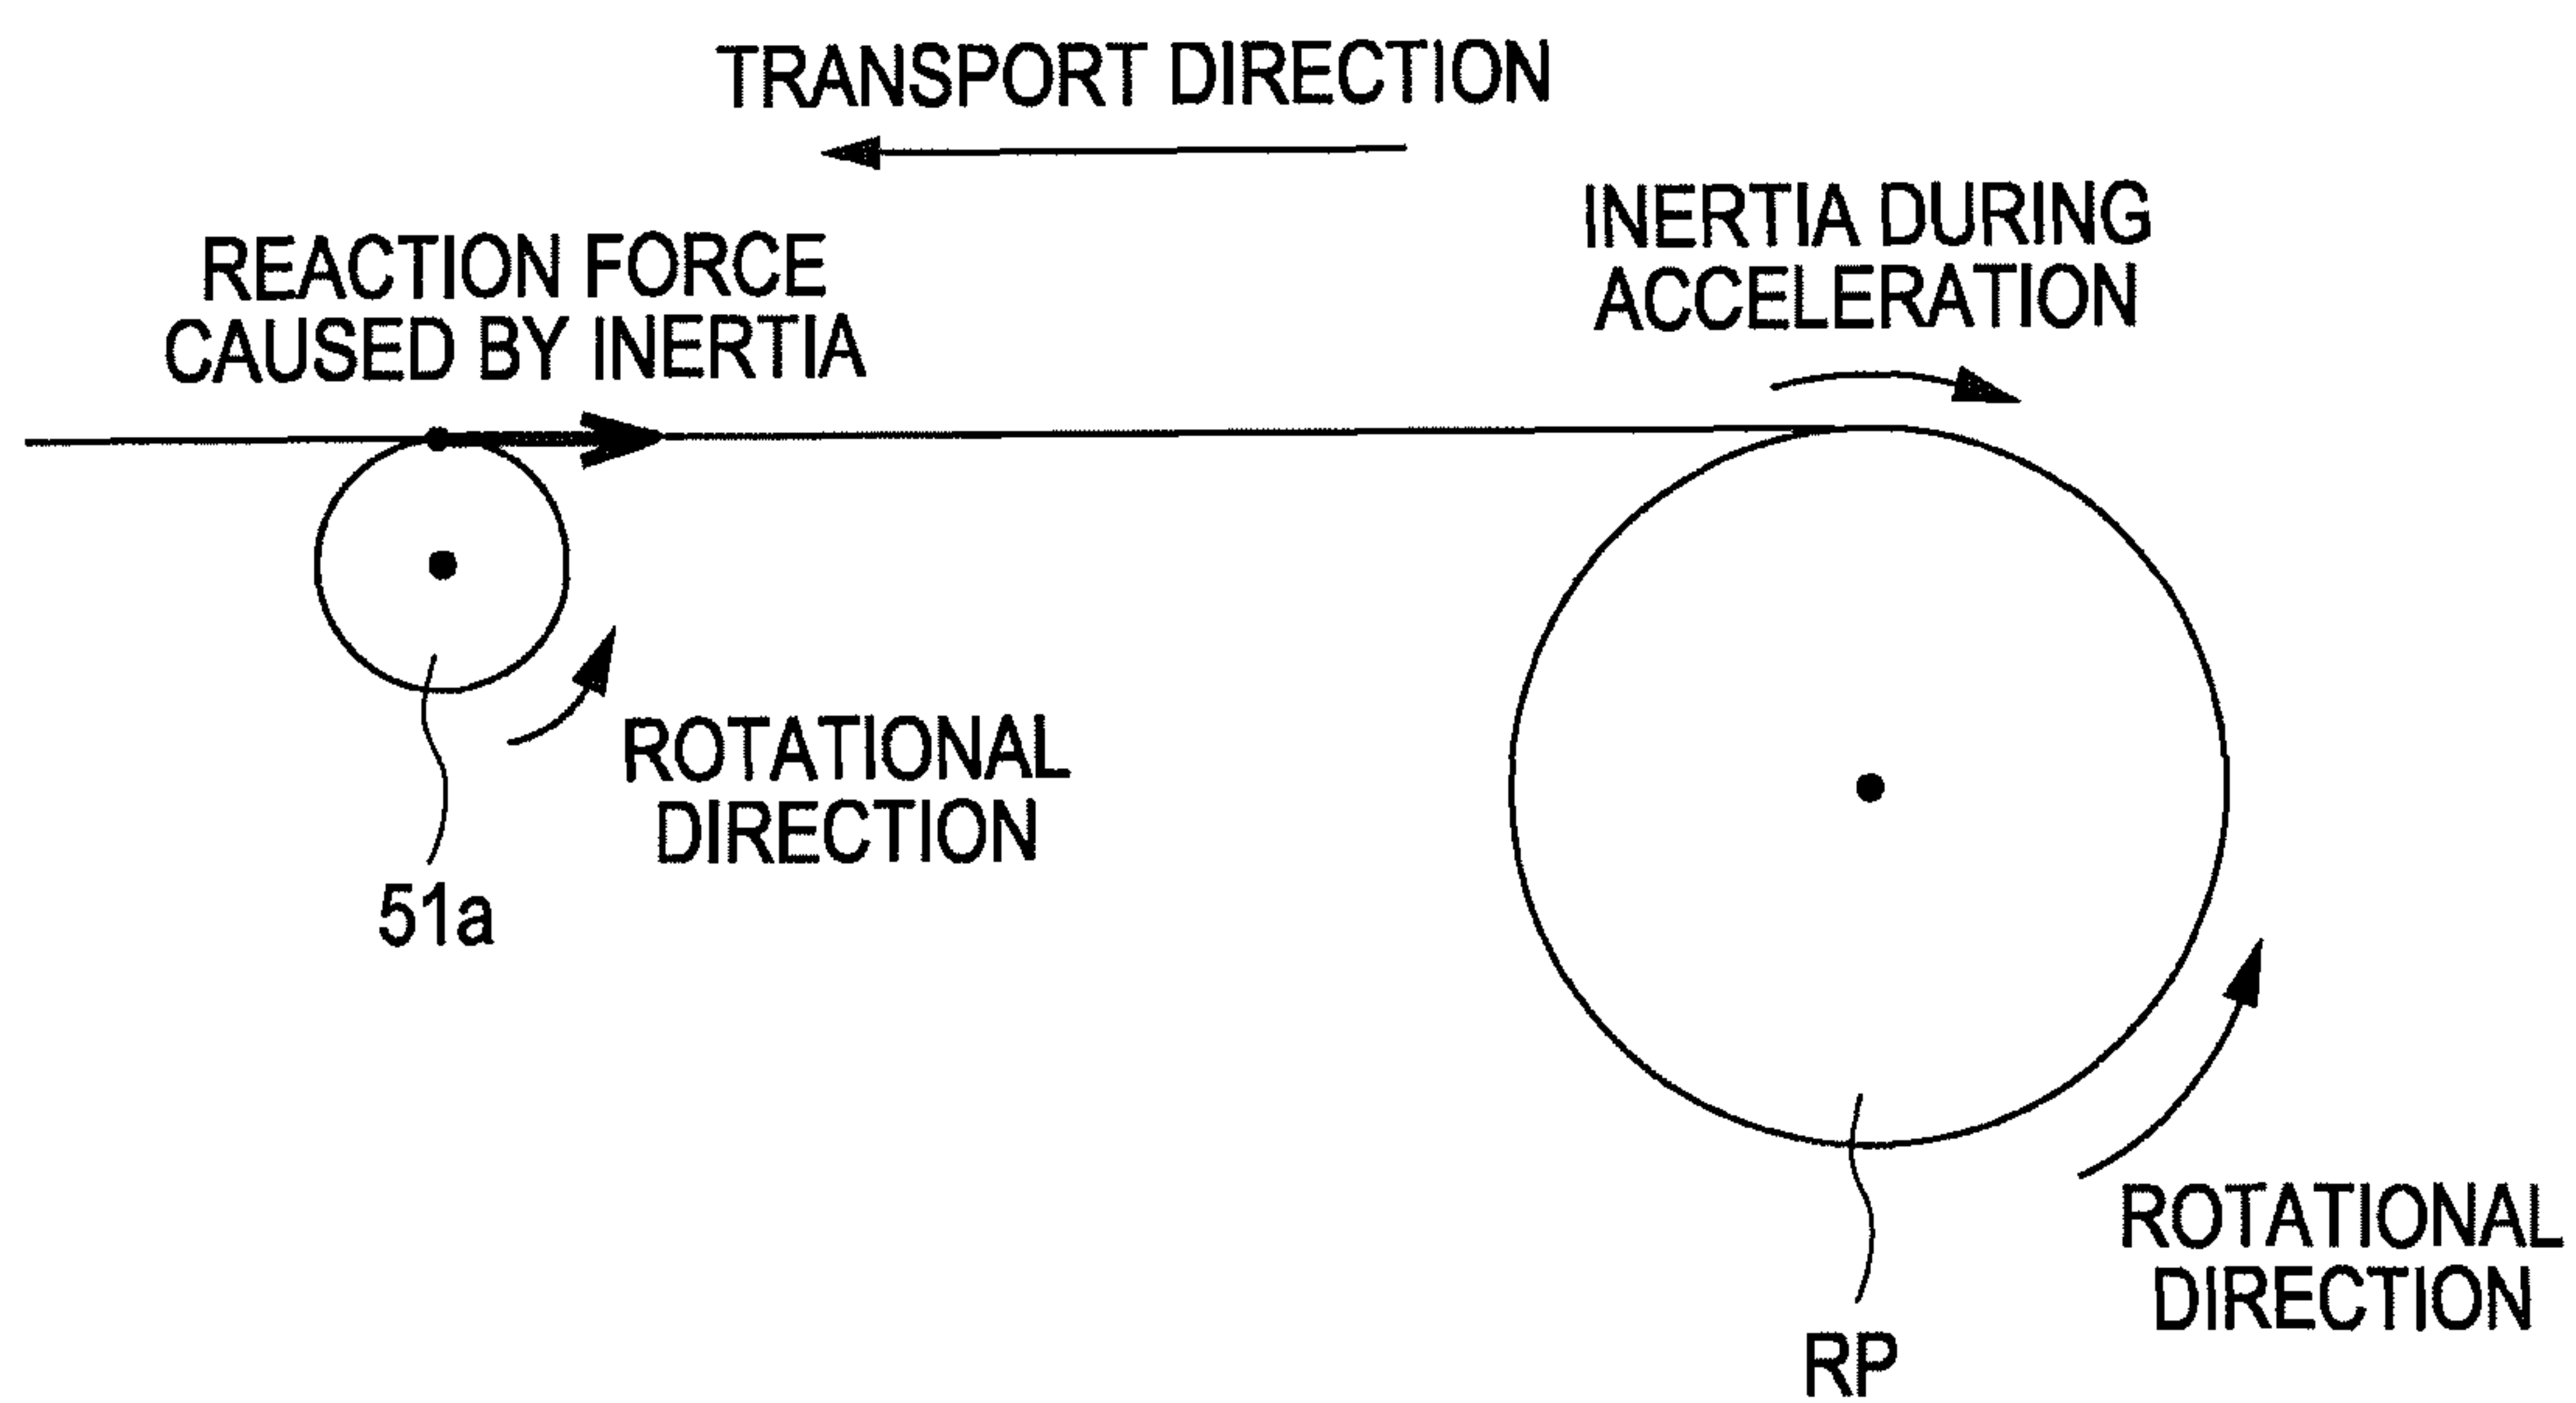 TRANSPORT DIRECTION
INERTIA DURING
ACCELERATION
REACTION FORCE
CAUSED BY INERTIA
ROTATIONAL
DIRECTION
51a
ROTATIONAL
DIRECTION
RP